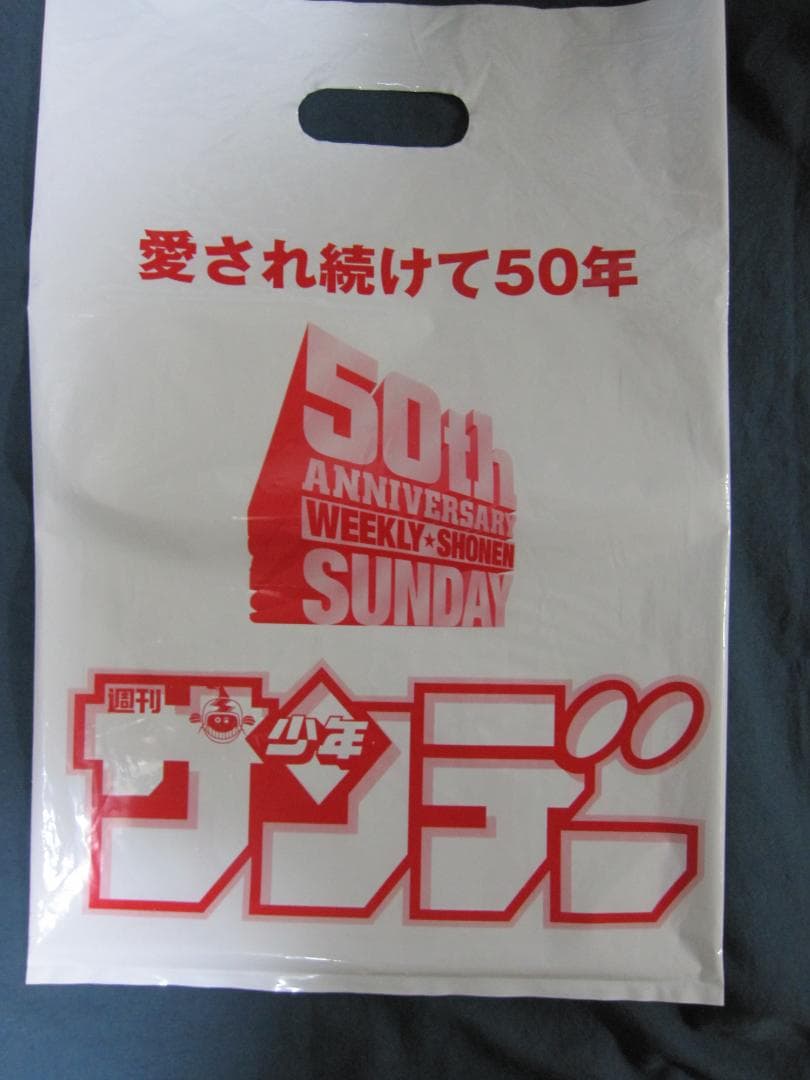 愛され続けて50年
50th
ANNIVERSARY
WEEKLY★SHONEN
SUNDAY
週刊
少年
サンデー